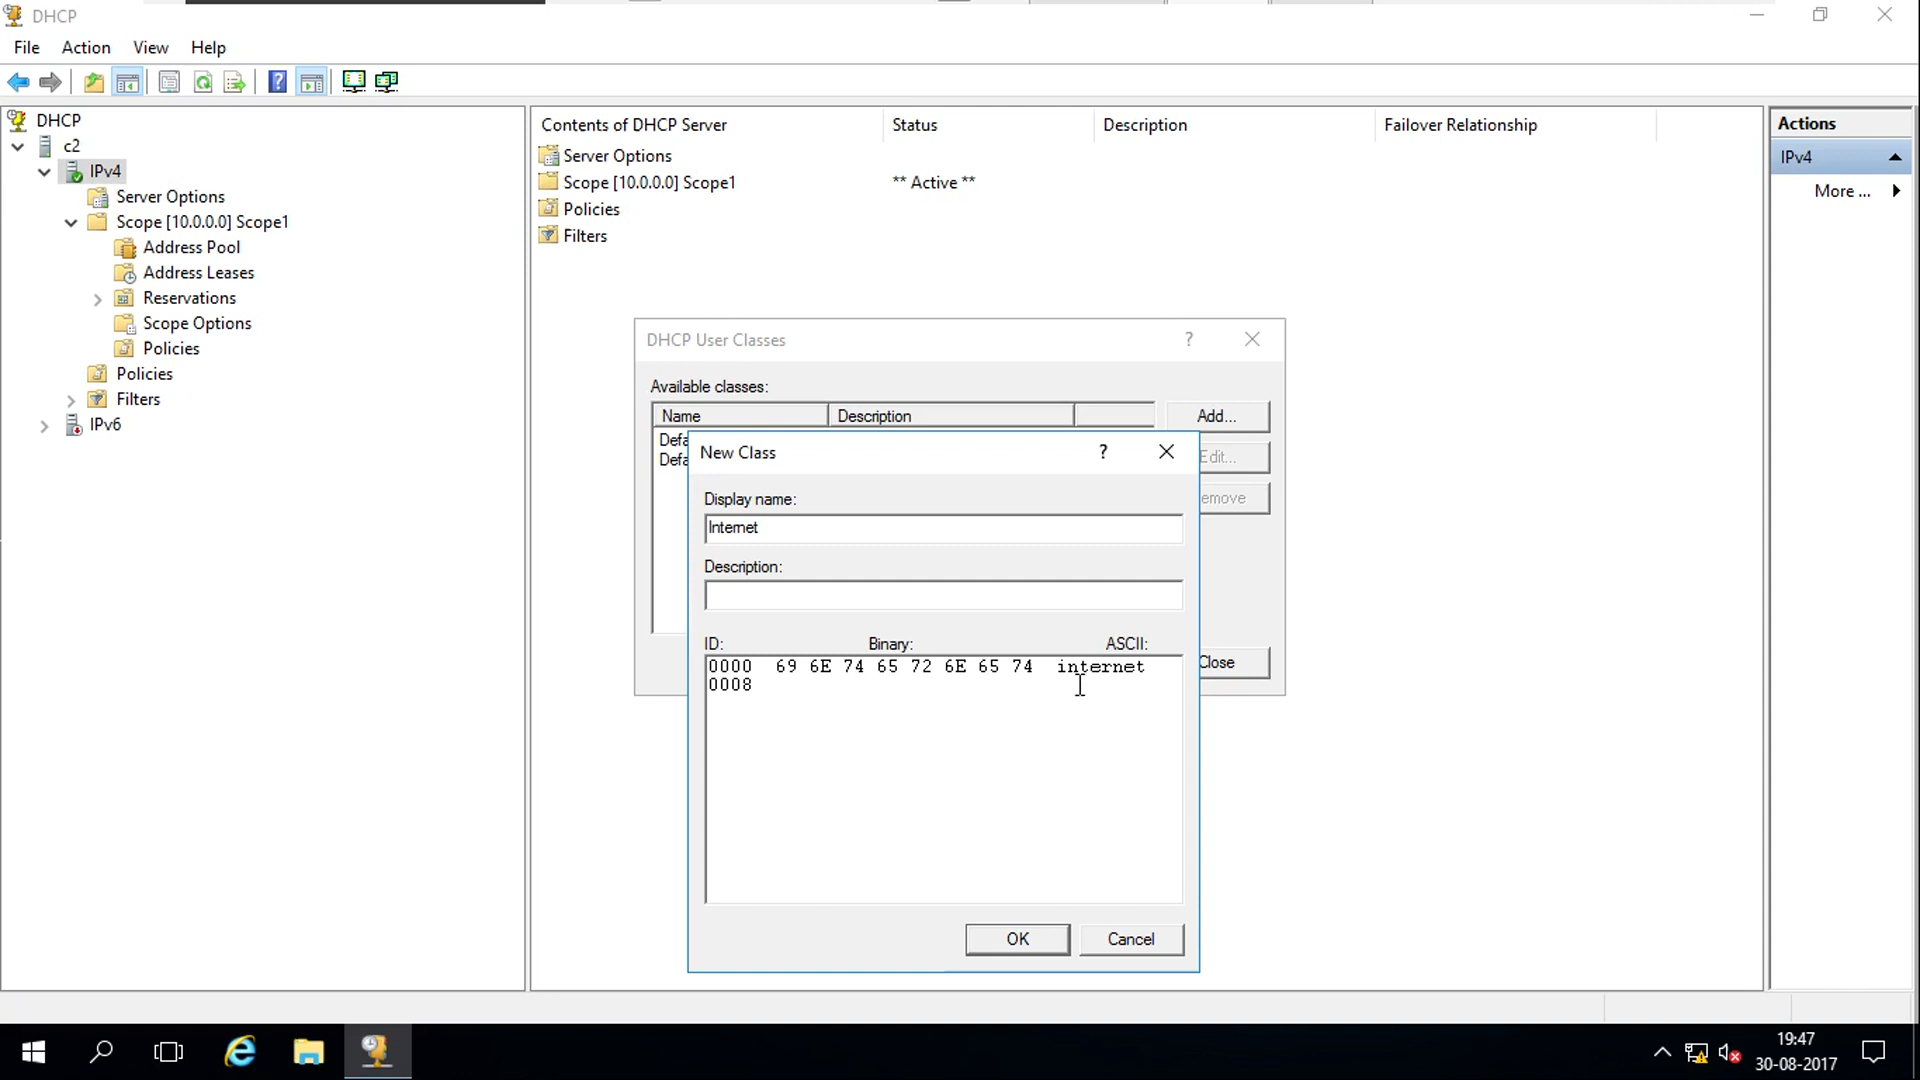 DHCP
File Action View Help
DHCP
c2
IPv4
Server Options
Scope [10.0.0.0] Scope1
Address Pool
Address Leases
Reservations
Scope Options
Policies
Policies
Filters
IPv6
Contents of DHCP Server Status Description Failover Relationship
Server Options
Scope [10.0.0.0] Scope1 ** Active **
Policies
Filters
Actions
IPv4
More ...
DHCP User Classes ?
Available classes:
Name Description
Add...
Defa
Defa
Edit...
emove
Close
New Class ?
Display name:
Internet
Description:
ID: Binary: ASCII:
0000 69 6E 74 65 72 6E 65 74 internet
0008
OK Cancel
19:47
30-08-2017